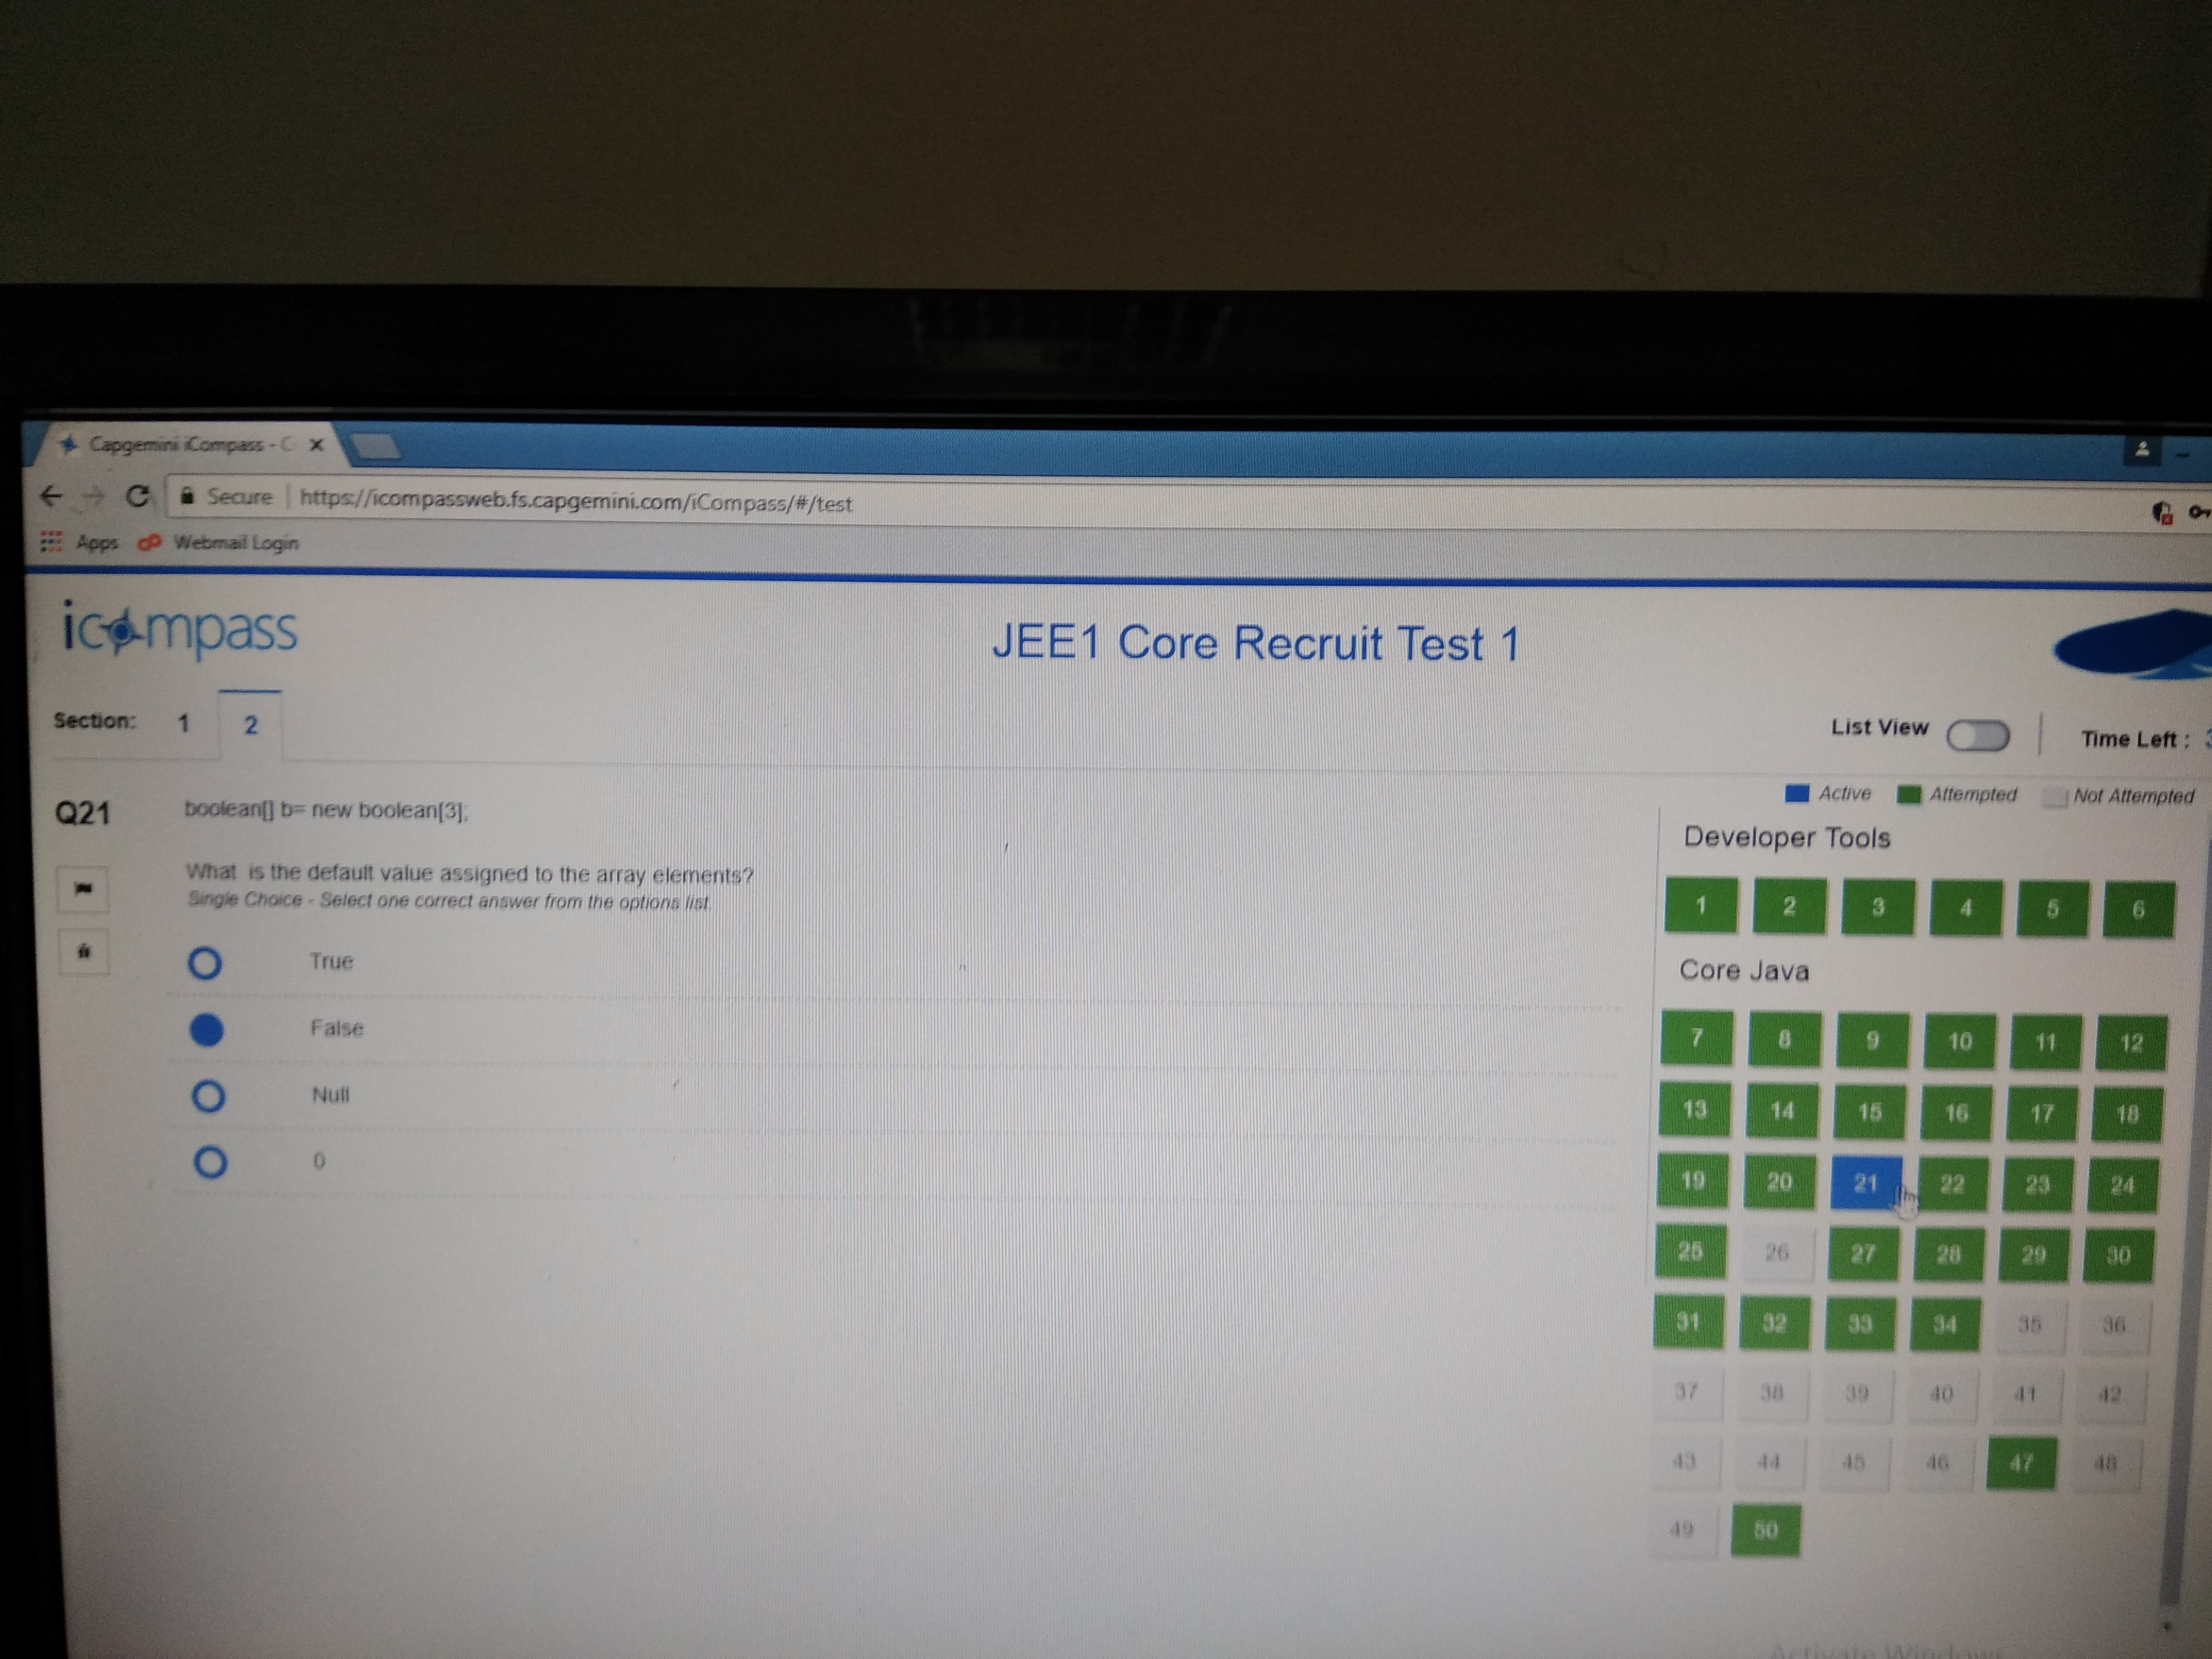 Capgemini iCompass - C
Secure | https://icompassweb.fs.capgemini.com/iCompass/#/test
Apps Webmail Login
icompass
JEE1 Core Recruit Test 1
Section: 1 2
List View
Time Left :
Active Attempted Not Attempted
Q21
boolean[] b= new boolean[3];
What is the default value assigned to the array elements?
Single Choice - Select one correct answer from the options list.
True
False
Null
0
Developer Tools
1 2 3 4 5 6
Core Java
7 8 9 10 11 12
13 14 15 16 17 18
19 20 21 22 23 24
25 26 27 28 29 30
31 32 33 34 35 36
37 38 39 40 41 42
43 44 45 46 47 48
49 50
Activate Windows